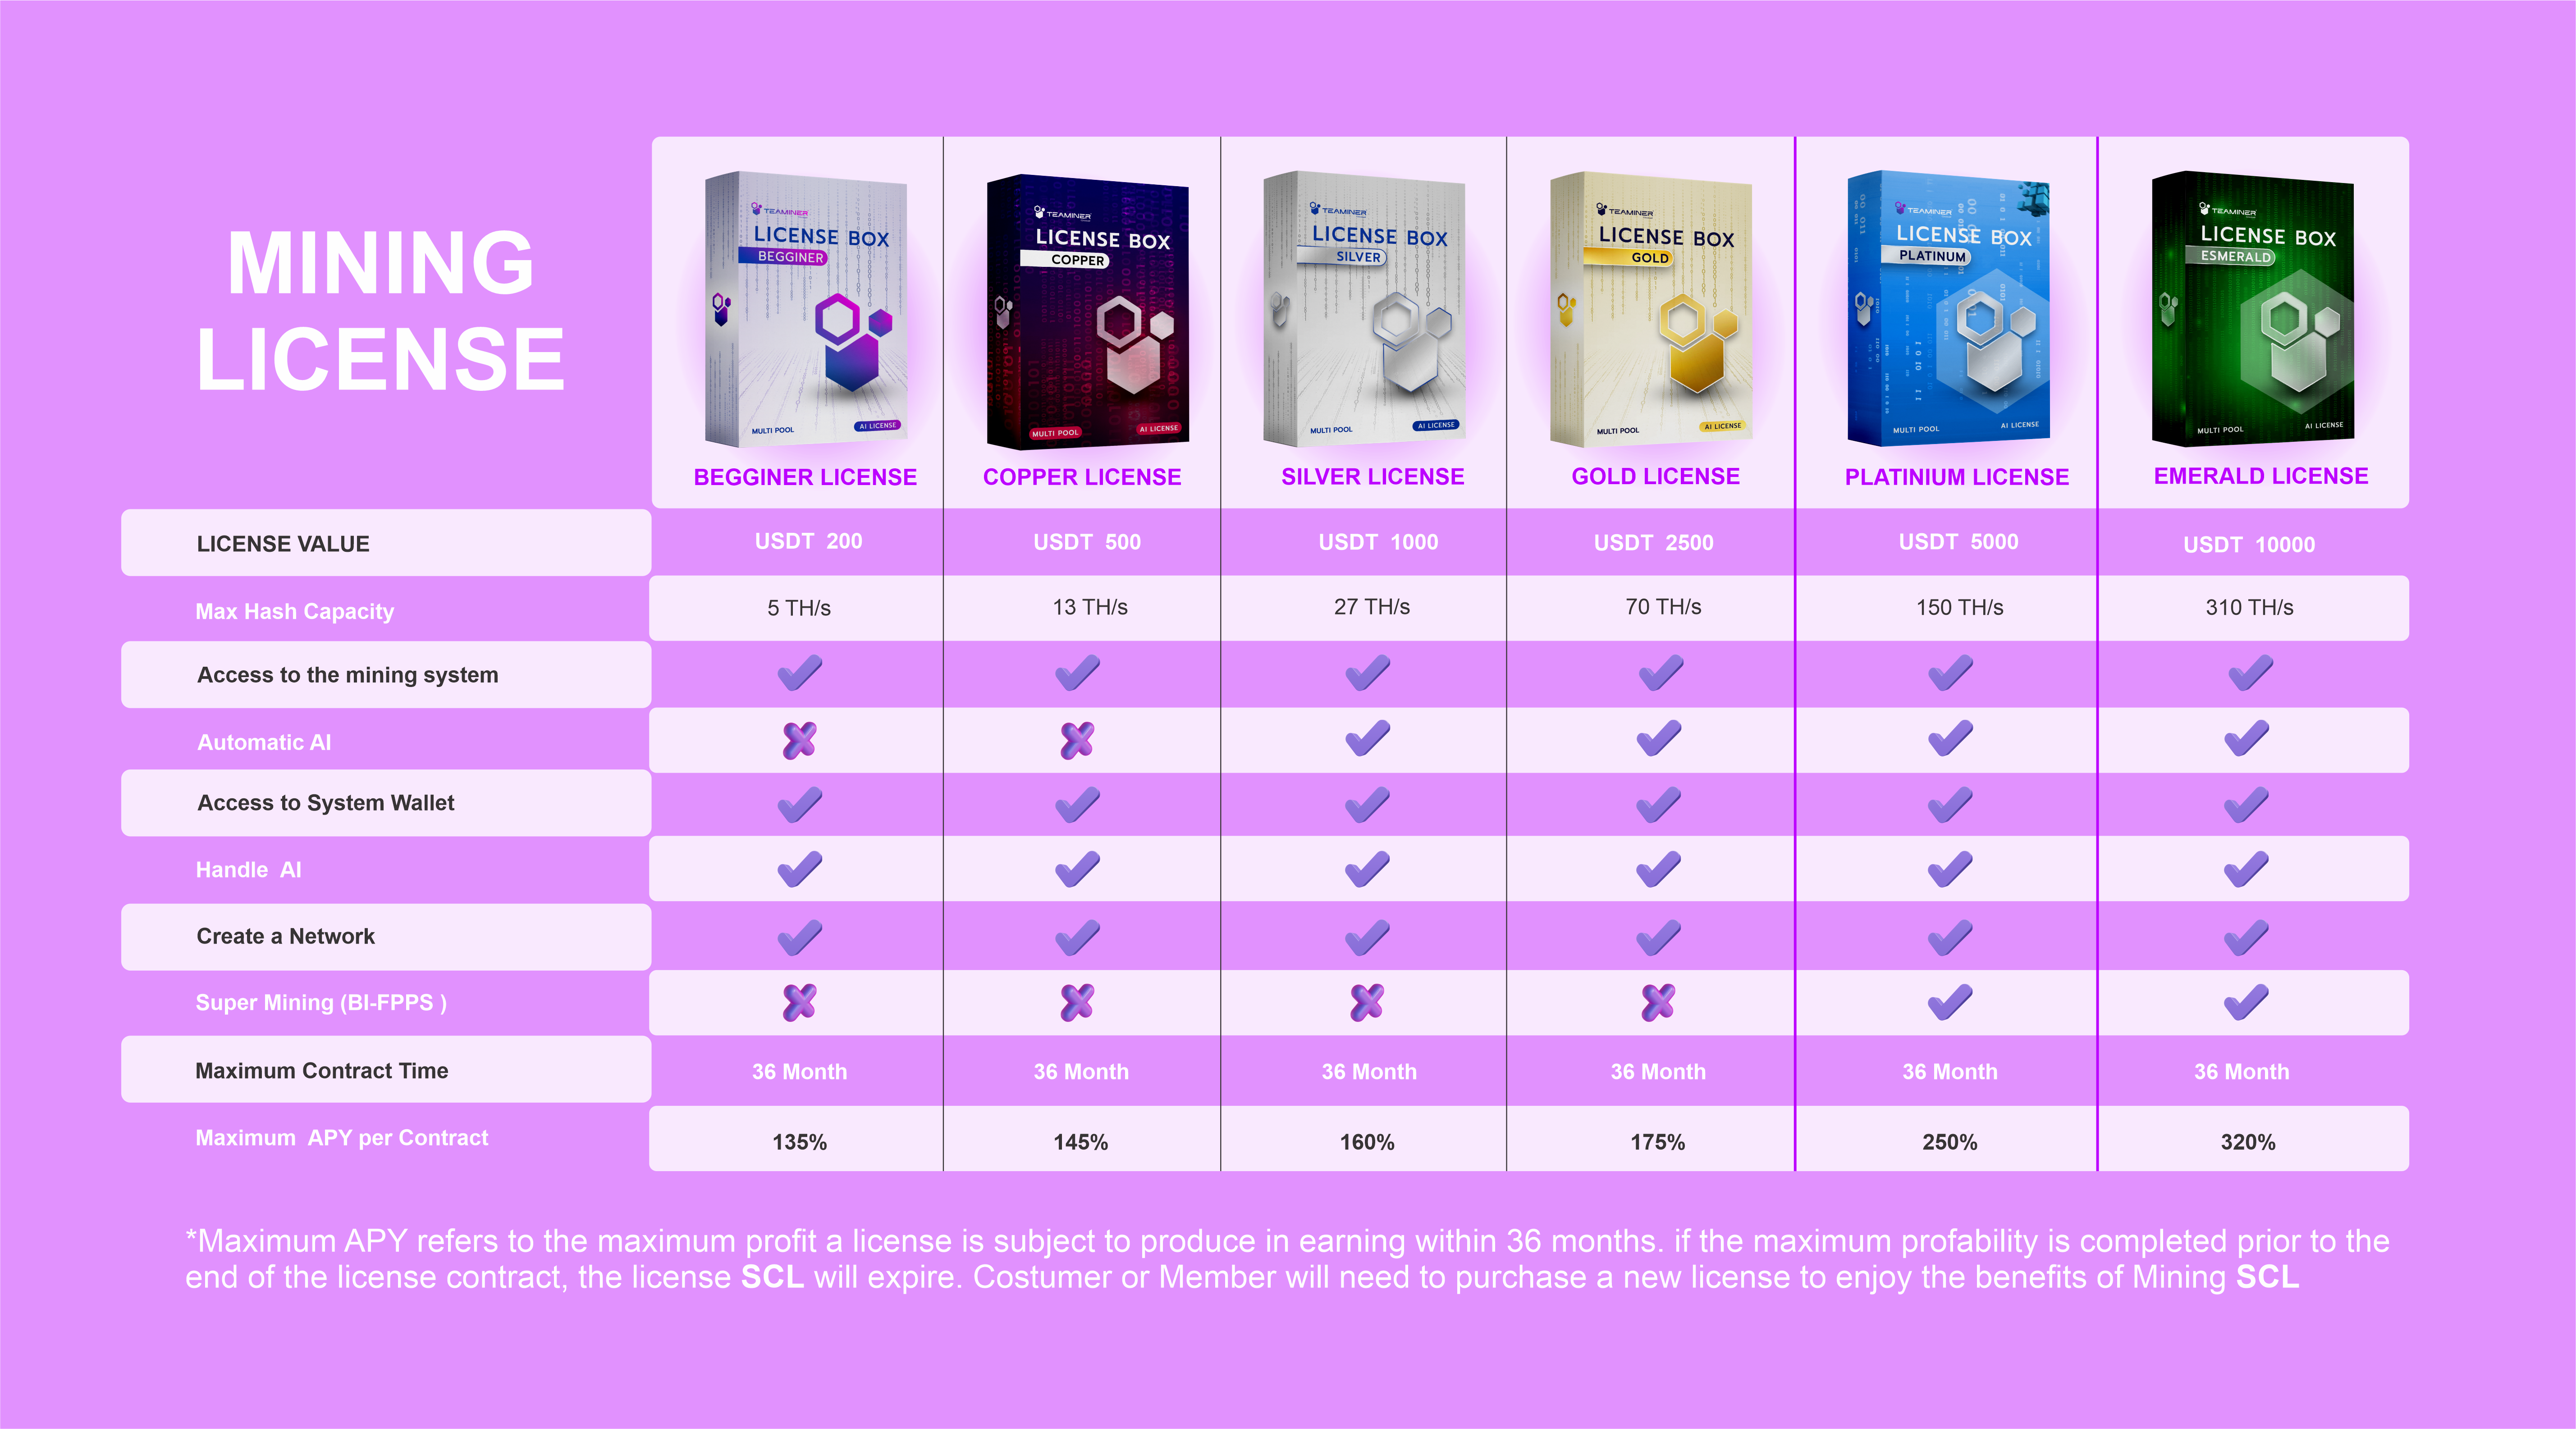 MINING
LICENSE
TEAMINER
LICENSE BOX
BEGGINER
MULTI POOL
AI LICENSE
TEAMINER
LICENSE BOX
COPPER
MULTI POOL
AI LICENSE
TEAMINER
LICENSE BOX
SILVER
MULTI POOL
AI LICENSE
TEAMINER
LICENSE BOX
GOLD
MULTI POOL
AI LICENSE
TEAMINER
LICENSE BOX
PLATINUM
MULTI POOL
AI LICENSE
TEAMINER
LICENSE BOX
ESMERALD
MULTI POOL
AI LICENSE
BEGGINER LICENSE COPPER LICENSE SILVER LICENSE GOLD LICENSE PLATINIUM LICENSE EMERALD LICENSE
LICENSE VALUE USDT 200 USDT 500 USDT 1000 USDT 2500 USDT 5000 USDT 10000
Max Hash Capacity 5 TH/s 13 TH/s 27 TH/s 70 TH/s 150 TH/s 310 TH/s
Access to the mining system
Automatic AI
Access to System Wallet
Handle AI
Create a Network
Super Mining (BI-FPPS )
Maximum Contract Time 36 Month 36 Month 36 Month 36 Month 36 Month 36 Month
Maximum APY per Contract 135% 145% 160% 175% 250% 320%
*Maximum APY refers to the maximum profit a license is subject to produce in earning within 36 months. if the maximum profability is completed prior to the
end of the license contract, the license SCL will expire. Costumer or Member will need to purchase a new license to enjoy the benefits of Mining SCL